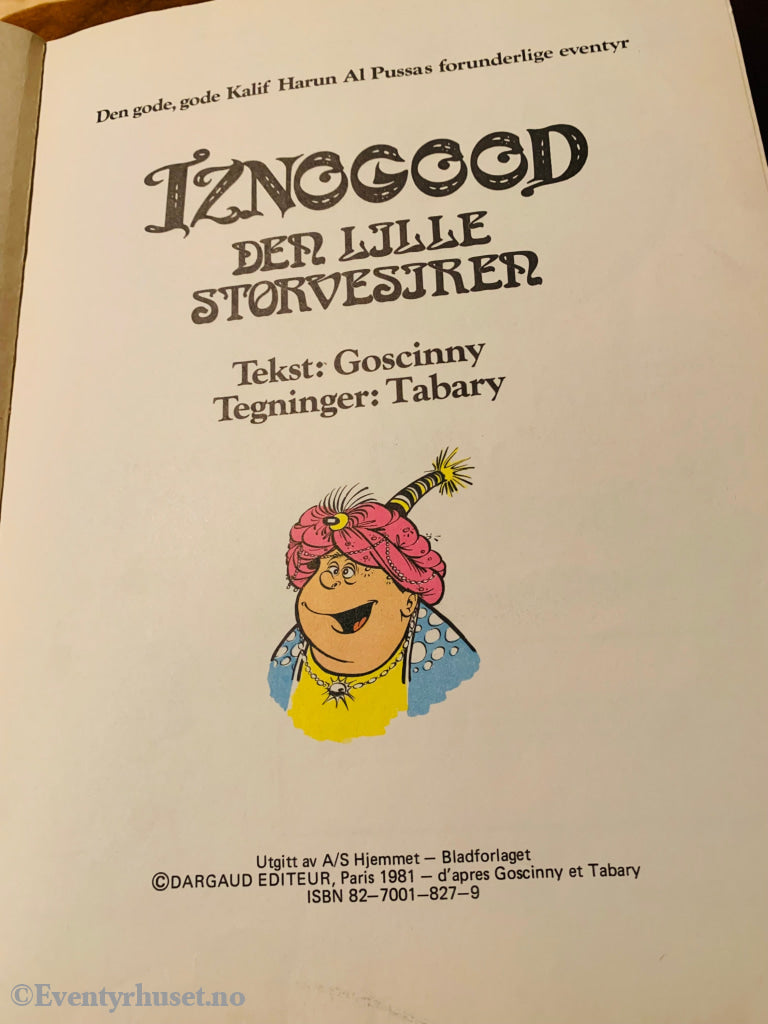 Den gode, gode Kalif Harun Al Pussas forunderlige eventyr
IZNOGOOD
DEN LILLE
STORVESIREN
Tekst: Goscinny
Tegninger: Tabary
Utgitt av A/S Hjemmet – Bladforlaget
©DARGAUD EDITEUR, Paris 1981 – d'apres Goscinny et Tabary
ISBN 82–7001–827–9
©Eventyrhuset.no